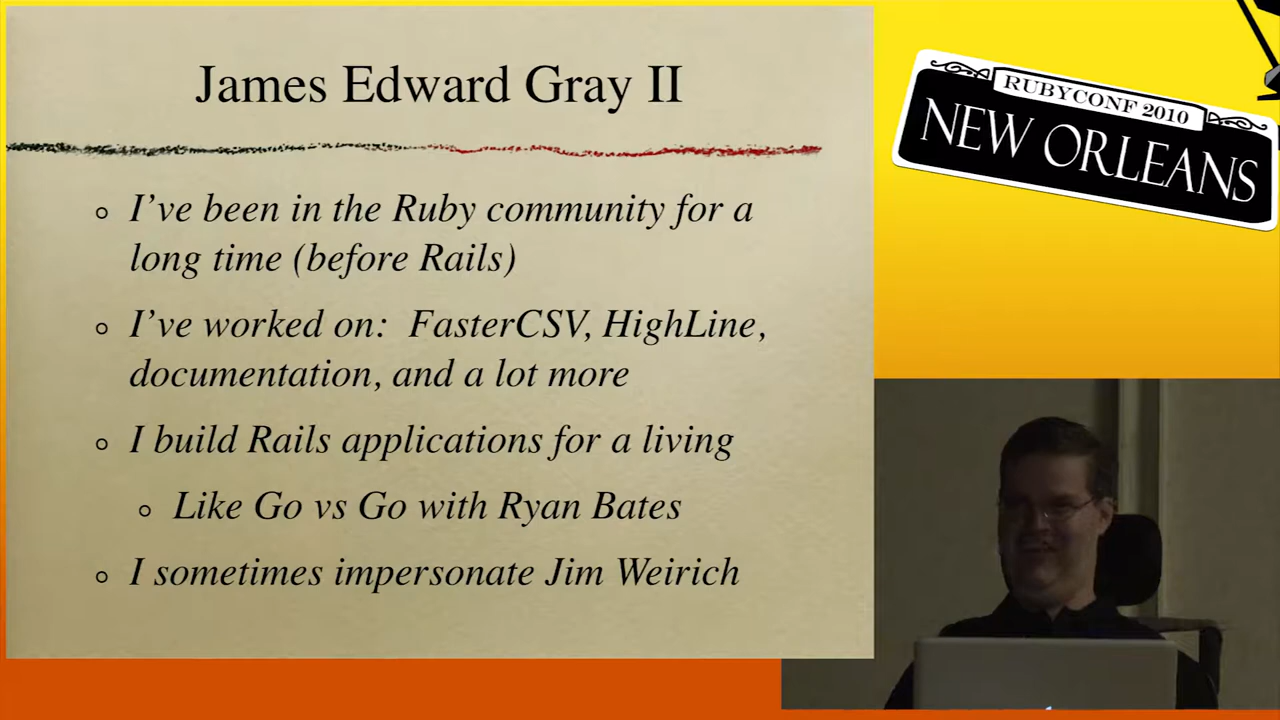 James Edward Gray II
I've been in the Ruby community for a
long time (before Rails)
I've worked on:  FasterCSV, HighLine,
documentation, and a lot more
I build Rails applications for a living
Like Go vs Go with Ryan Bates
I sometimes impersonate Jim Weirich
RUBYCONF 2010
NEW ORLEANS